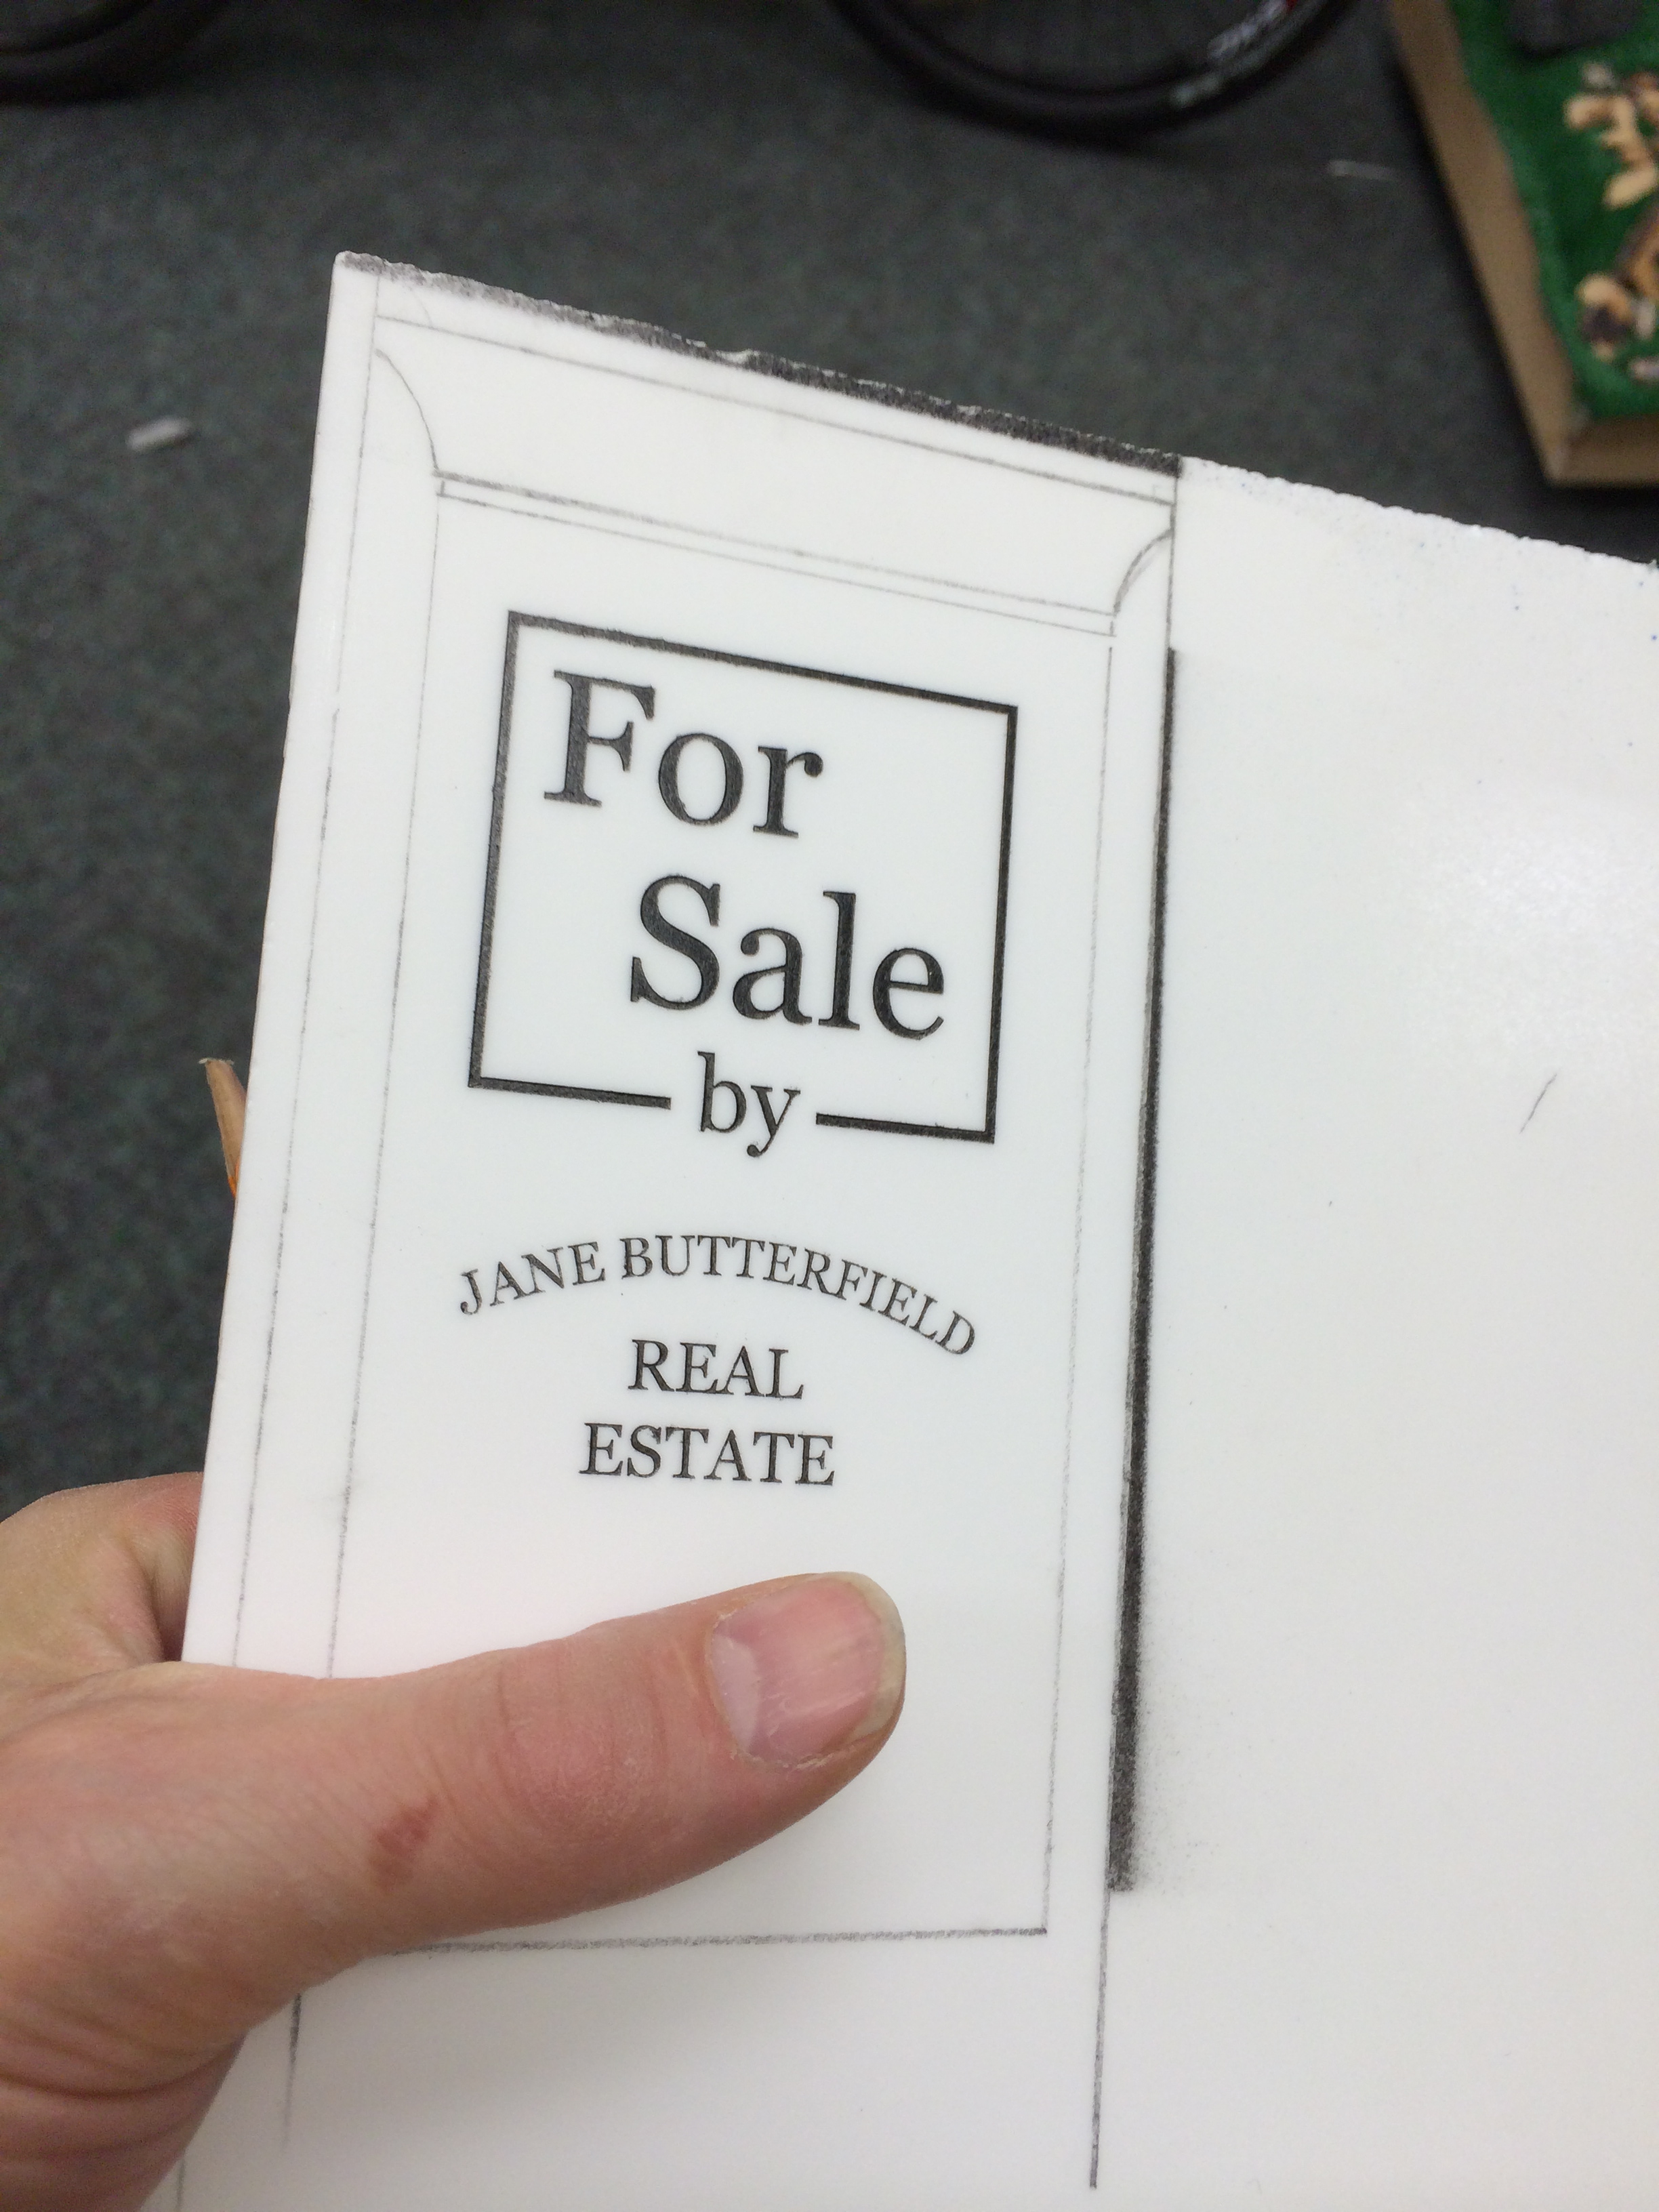 For
Sale
by
JANE BUTTERFIELD
REAL
ESTATE